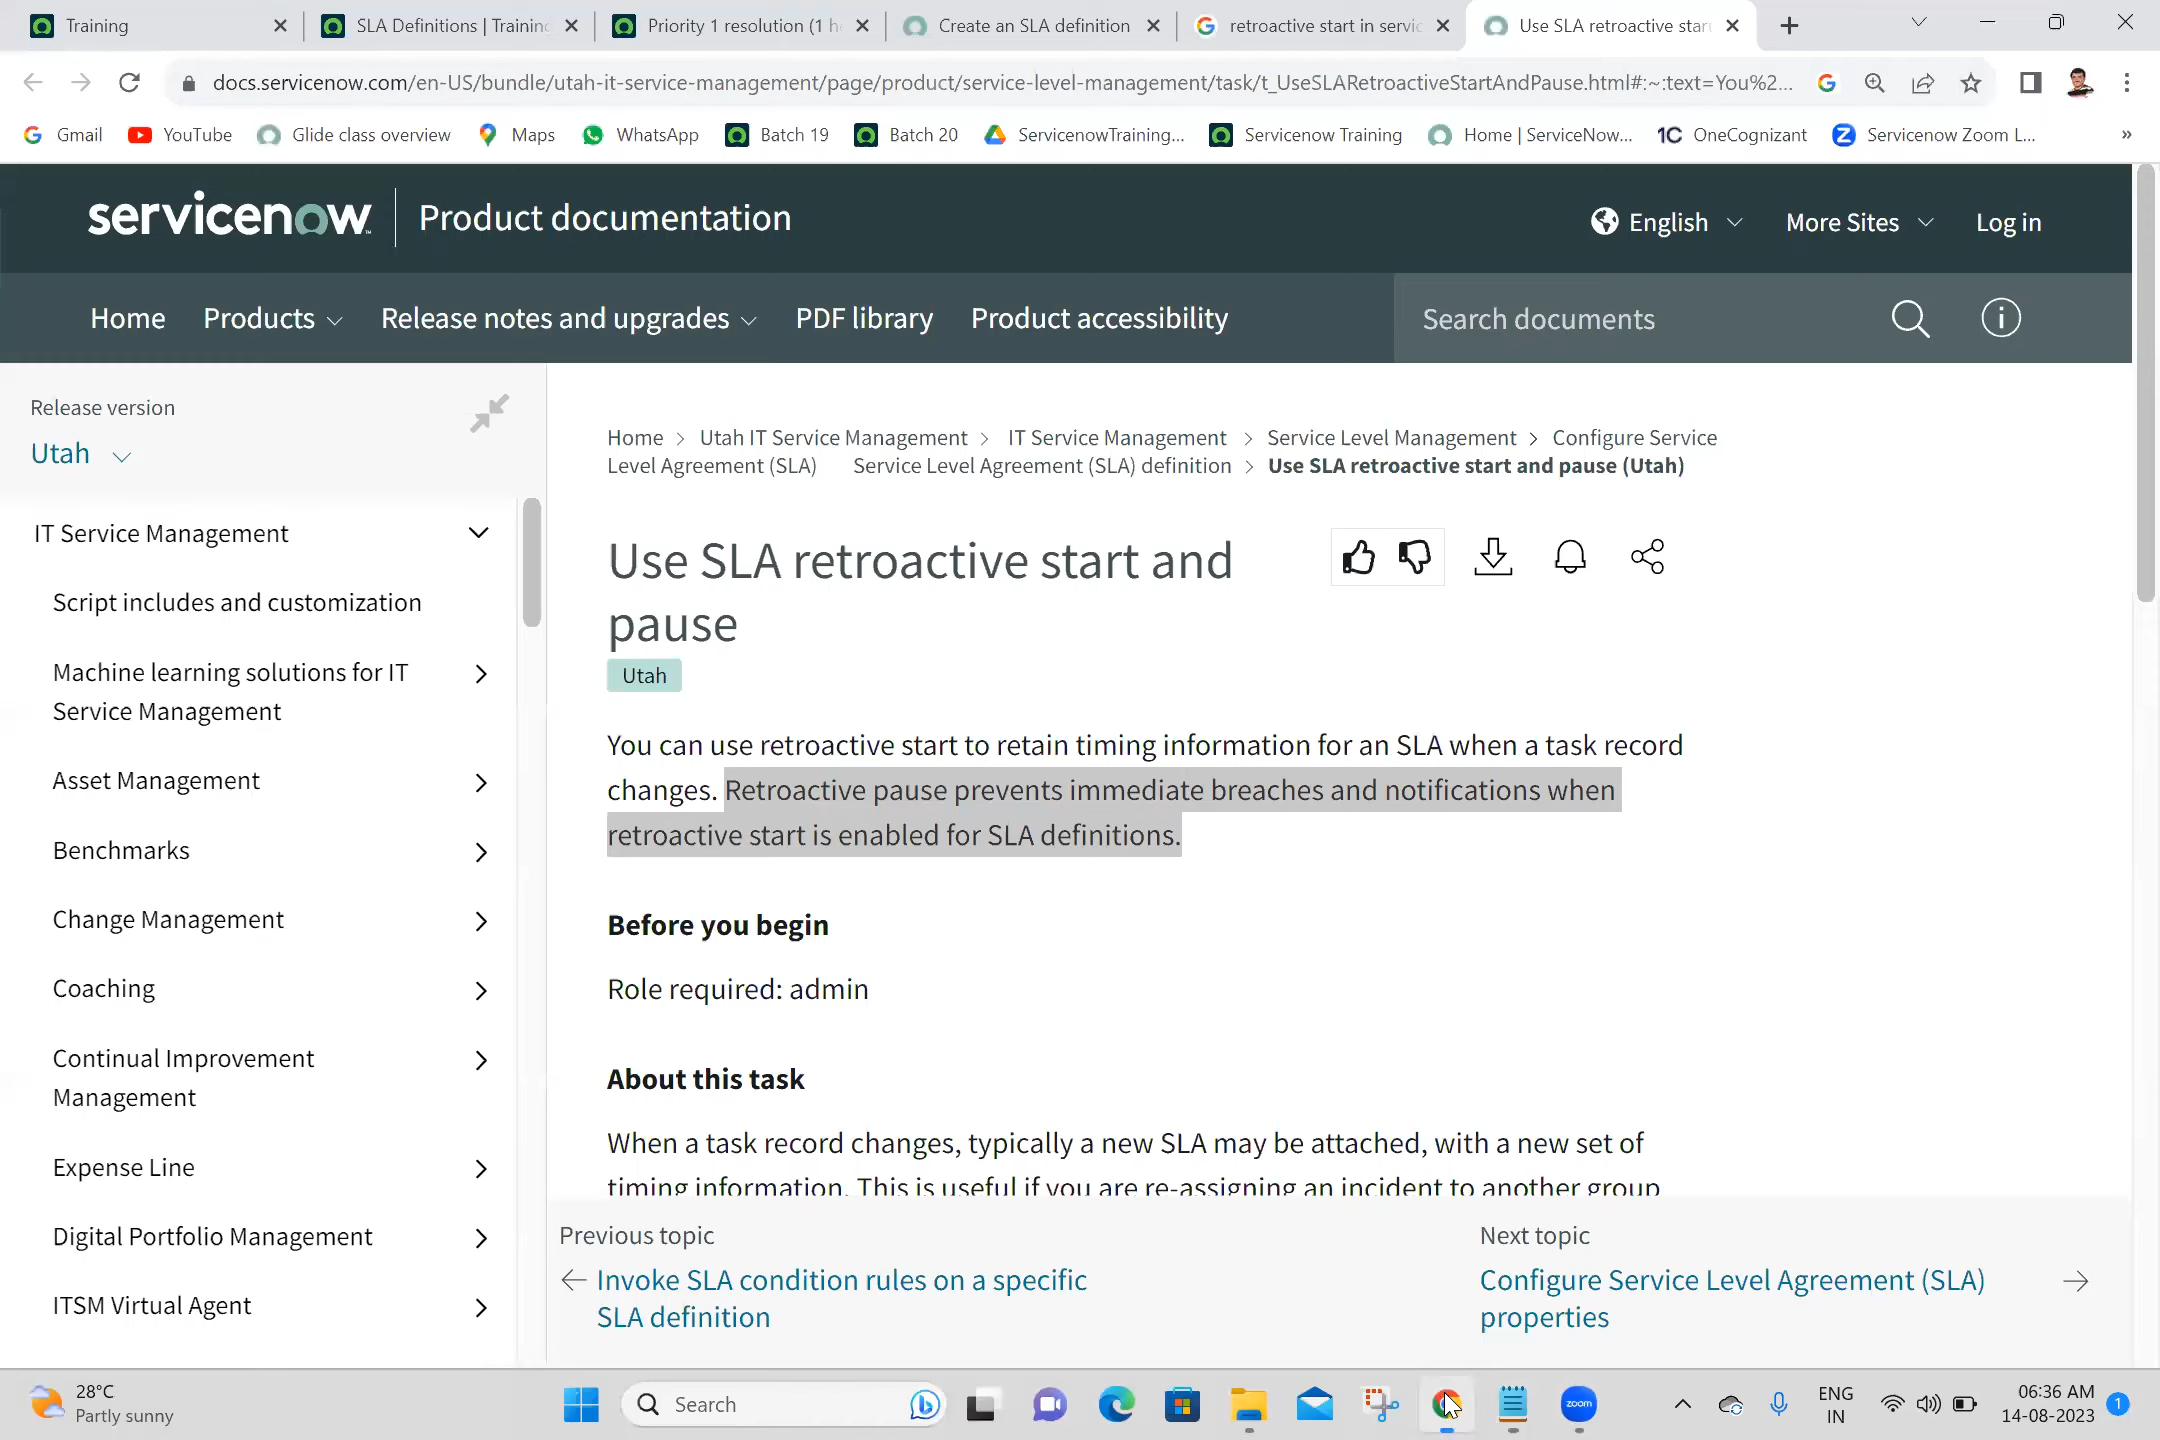 Training
SLA Definitions | Training
Priority 1 resolution (1 h
Create an SLA definition
retroactive start in servic
Use SLA retroactive star
docs.servicenow.com/en-US/bundle/utah-it-service-management/page/product/service-level-management/task/t_UseSLARetroactiveStartAndPause.html#:~:text=You%2...
Gmail
YouTube
Glide class overview
Maps
WhatsApp
Batch 19
Batch 20
ServicenowTraining...
Servicenow Training
Home | ServiceNow...
1C OneCognizant
Servicenow Zoom L...
»
servicenow
Product documentation
English
More Sites
Log in
Home
Products
Release notes and upgrades
PDF library
Product accessibility
Search documents
Release version
Utah
IT Service Management
Script includes and customization
Machine learning solutions for IT
Service Management
Asset Management
Benchmarks
Change Management
Coaching
Continual Improvement
Management
Expense Line
Digital Portfolio Management
ITSM Virtual Agent
Home > Utah IT Service Management > IT Service Management > Service Level Management > Configure Service
Level Agreement (SLA) Service Level Agreement (SLA) definition > Use SLA retroactive start and pause (Utah)
Use SLA retroactive start and
pause
Utah
You can use retroactive start to retain timing information for an SLA when a task record
changes. Retroactive pause prevents immediate breaches and notifications when
retroactive start is enabled for SLA definitions.
Before you begin
Role required: admin
About this task
When a task record changes, typically a new SLA may be attached, with a new set of
timing information. This is useful if you are re-assigning an incident to another group
Previous topic
Invoke SLA condition rules on a specific
SLA definition
Next topic
Configure Service Level Agreement (SLA)
properties
28°C
Partly sunny
Search
zoom
ENG
IN
06:36 AM
14-08-2023
1